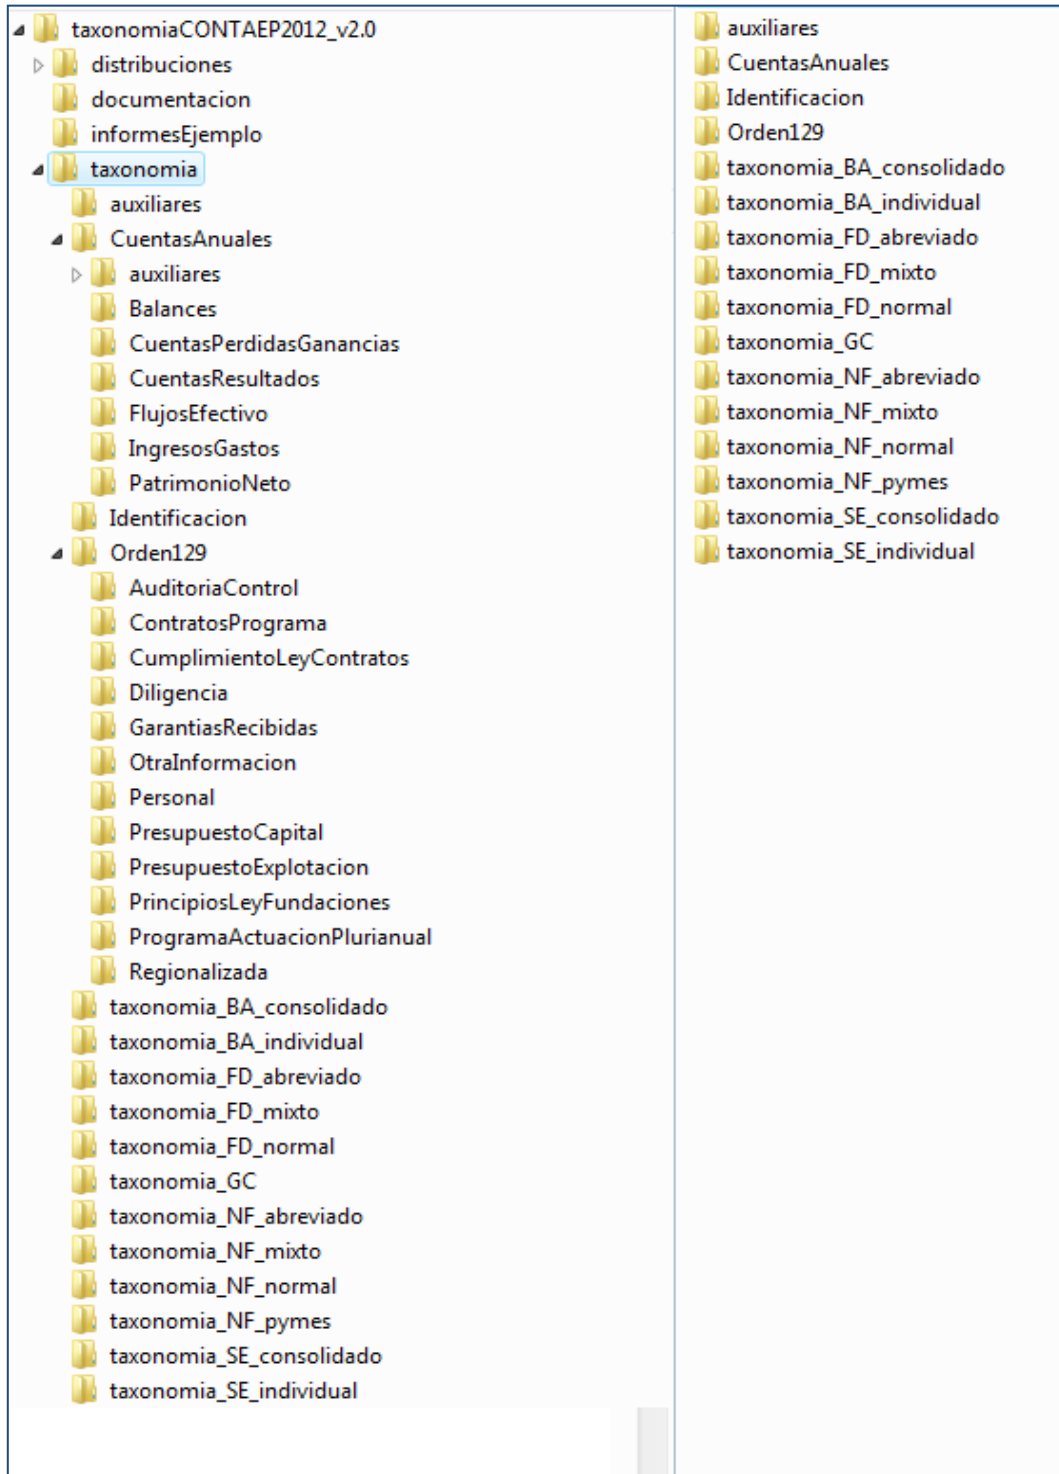 taxonomiaCONTAEP2012_v2.0
distribuciones
documentacion
informesEjemplo
taxonomia
auxiliares
CuentasAnuales
auxiliares
Balances
CuentasPerdidasGanancias
CuentasResultados
FlujosEfectivo
IngresosGastos
PatrimonioNeto
Identificacion
Orden129
AuditoriaControl
ContratosPrograma
CumplimientoLeyContratos
Diligencia
GarantiasRecibidas
OtraInformacion
Personal
PresupuestoCapital
PresupuestoExplotacion
PrincipiosLeyFundaciones
ProgramaActuacionPlurianual
Regionalizada
taxonomia_BA_consolidado
taxonomia_BA_individual
taxonomia_FD_abreviado
taxonomia_FD_mixto
taxonomia_FD_normal
taxonomia_GC
taxonomia_NF_abreviado
taxonomia_NF_mixto
taxonomia_NF_normal
taxonomia_NF_pymes
taxonomia_SE_consolidado
taxonomia_SE_individual
auxiliares
CuentasAnuales
Identificacion
Orden129
taxonomia_BA_consolidado
taxonomia_BA_individual
taxonomia_FD_abreviado
taxonomia_FD_mixto
taxonomia_FD_normal
taxonomia_GC
taxonomia_NF_abreviado
taxonomia_NF_mixto
taxonomia_NF_normal
taxonomia_NF_pymes
taxonomia_SE_consolidado
taxonomia_SE_individual